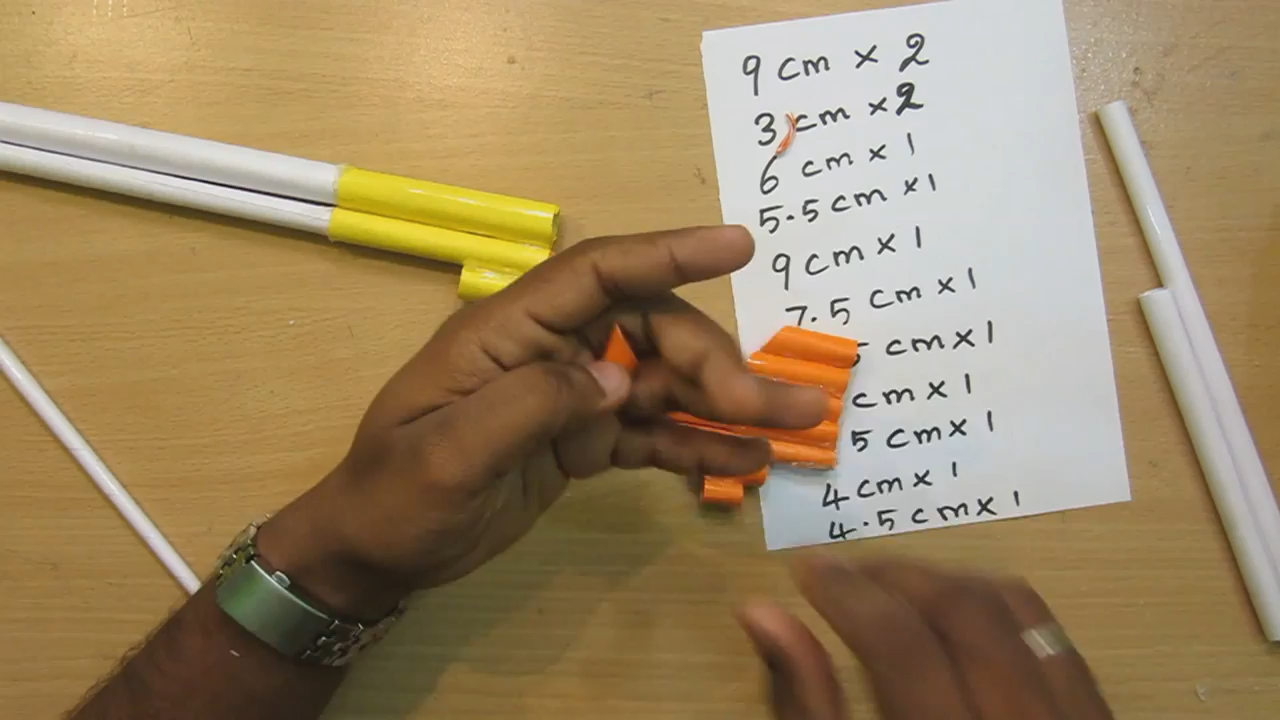 9 cm × 2
3 cm × 2
6 cm × 1
5.5 cm × 1
9 cm × 1
7.5 cm × 1
cm × 1
cm × 1
5 cm × 1
4 cm × 1
4.5 cm × 1